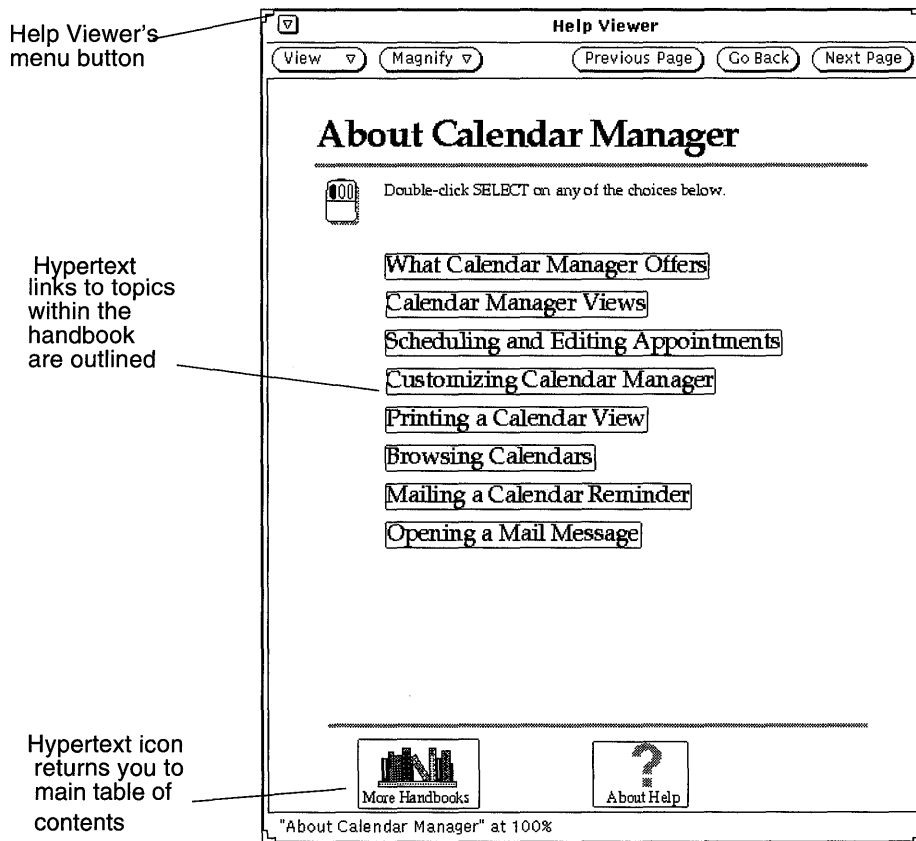 Help Viewer's
menu button
Help Viewer
View
Magnify
Previous Page
Go Back
Next Page
About Calendar Manager
Double-click SELECT on any of the choices below.
Hypertext
links to topics
within the
handbook
are outlined
What Calendar Manager Offers
Calendar Manager Views
Scheduling and Editing Appointments
Customizing Calendar Manager
Printing a Calendar View
Browsing Calendars
Mailing a Calendar Reminder
Opening a Mail Message
Hypertext icon
returns you to
main table of
contents
More Handbooks
About Help
"About Calendar Manager" at 100%